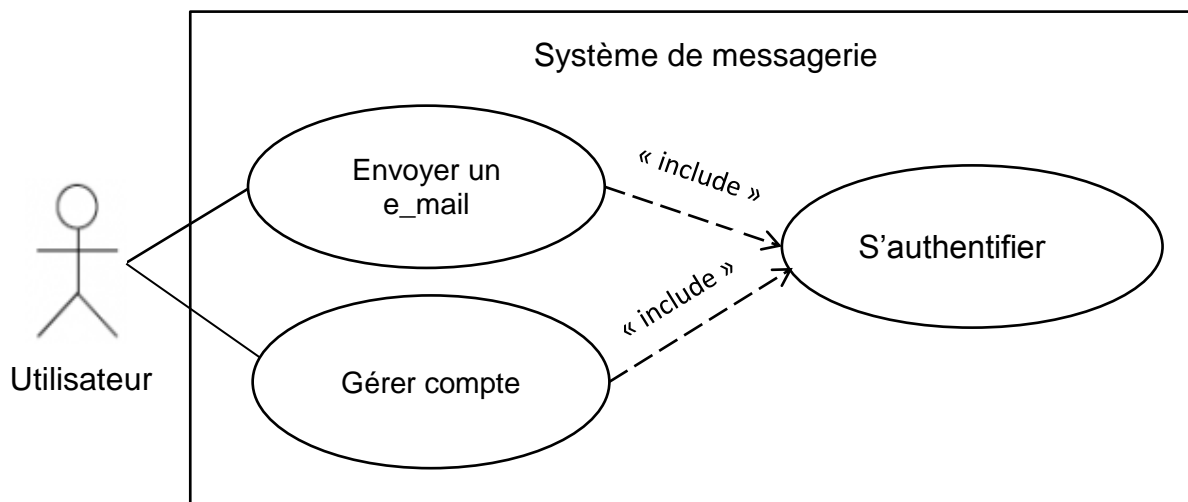 Système de messagerie
Envoyer un
e_mail
« include »
S’authentifier
« include »
Gérer compte
Utilisateur